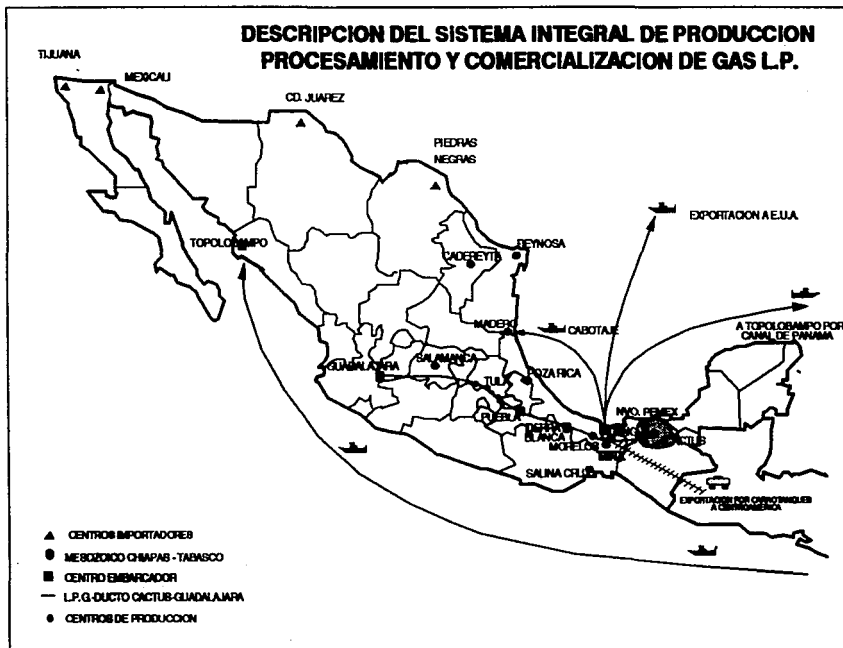 DESCRIPCION DEL SISTEMA INTEGRAL DE PRODUCCION
PROCESAMIENTO Y COMERCIALIZACION DE GAS L.P.
TIJUANA
MEXICALI
CD. JUAREZ
PIEDRAS
NEGRAS
EXPORTACION A E.U.A.
TOPOLOBAMPO
CADEREYTA
REYNOSA
MADERO
CABOTAJE
A TOPOLOBAMPO POR
CANAL DE PANAMA
GUADALAJARA
SALAMANCA
TULA
POZA RICA
PUEBLA
NVO. PEMEX
TIERRA
BLANCA
CACTUS
MORELOS
SALINA CRUZ
EXPORTACION POR CARROTANQUES
A CENTROAMERICA
CENTROS IMPORTADORES
MESOZOICO CHIAPAS - TABASCO
CENTRO EMBARCADOR
L.P.G.-DUCTO CACTUS-GUADALAJARA
CENTROS DE PRODUCCION